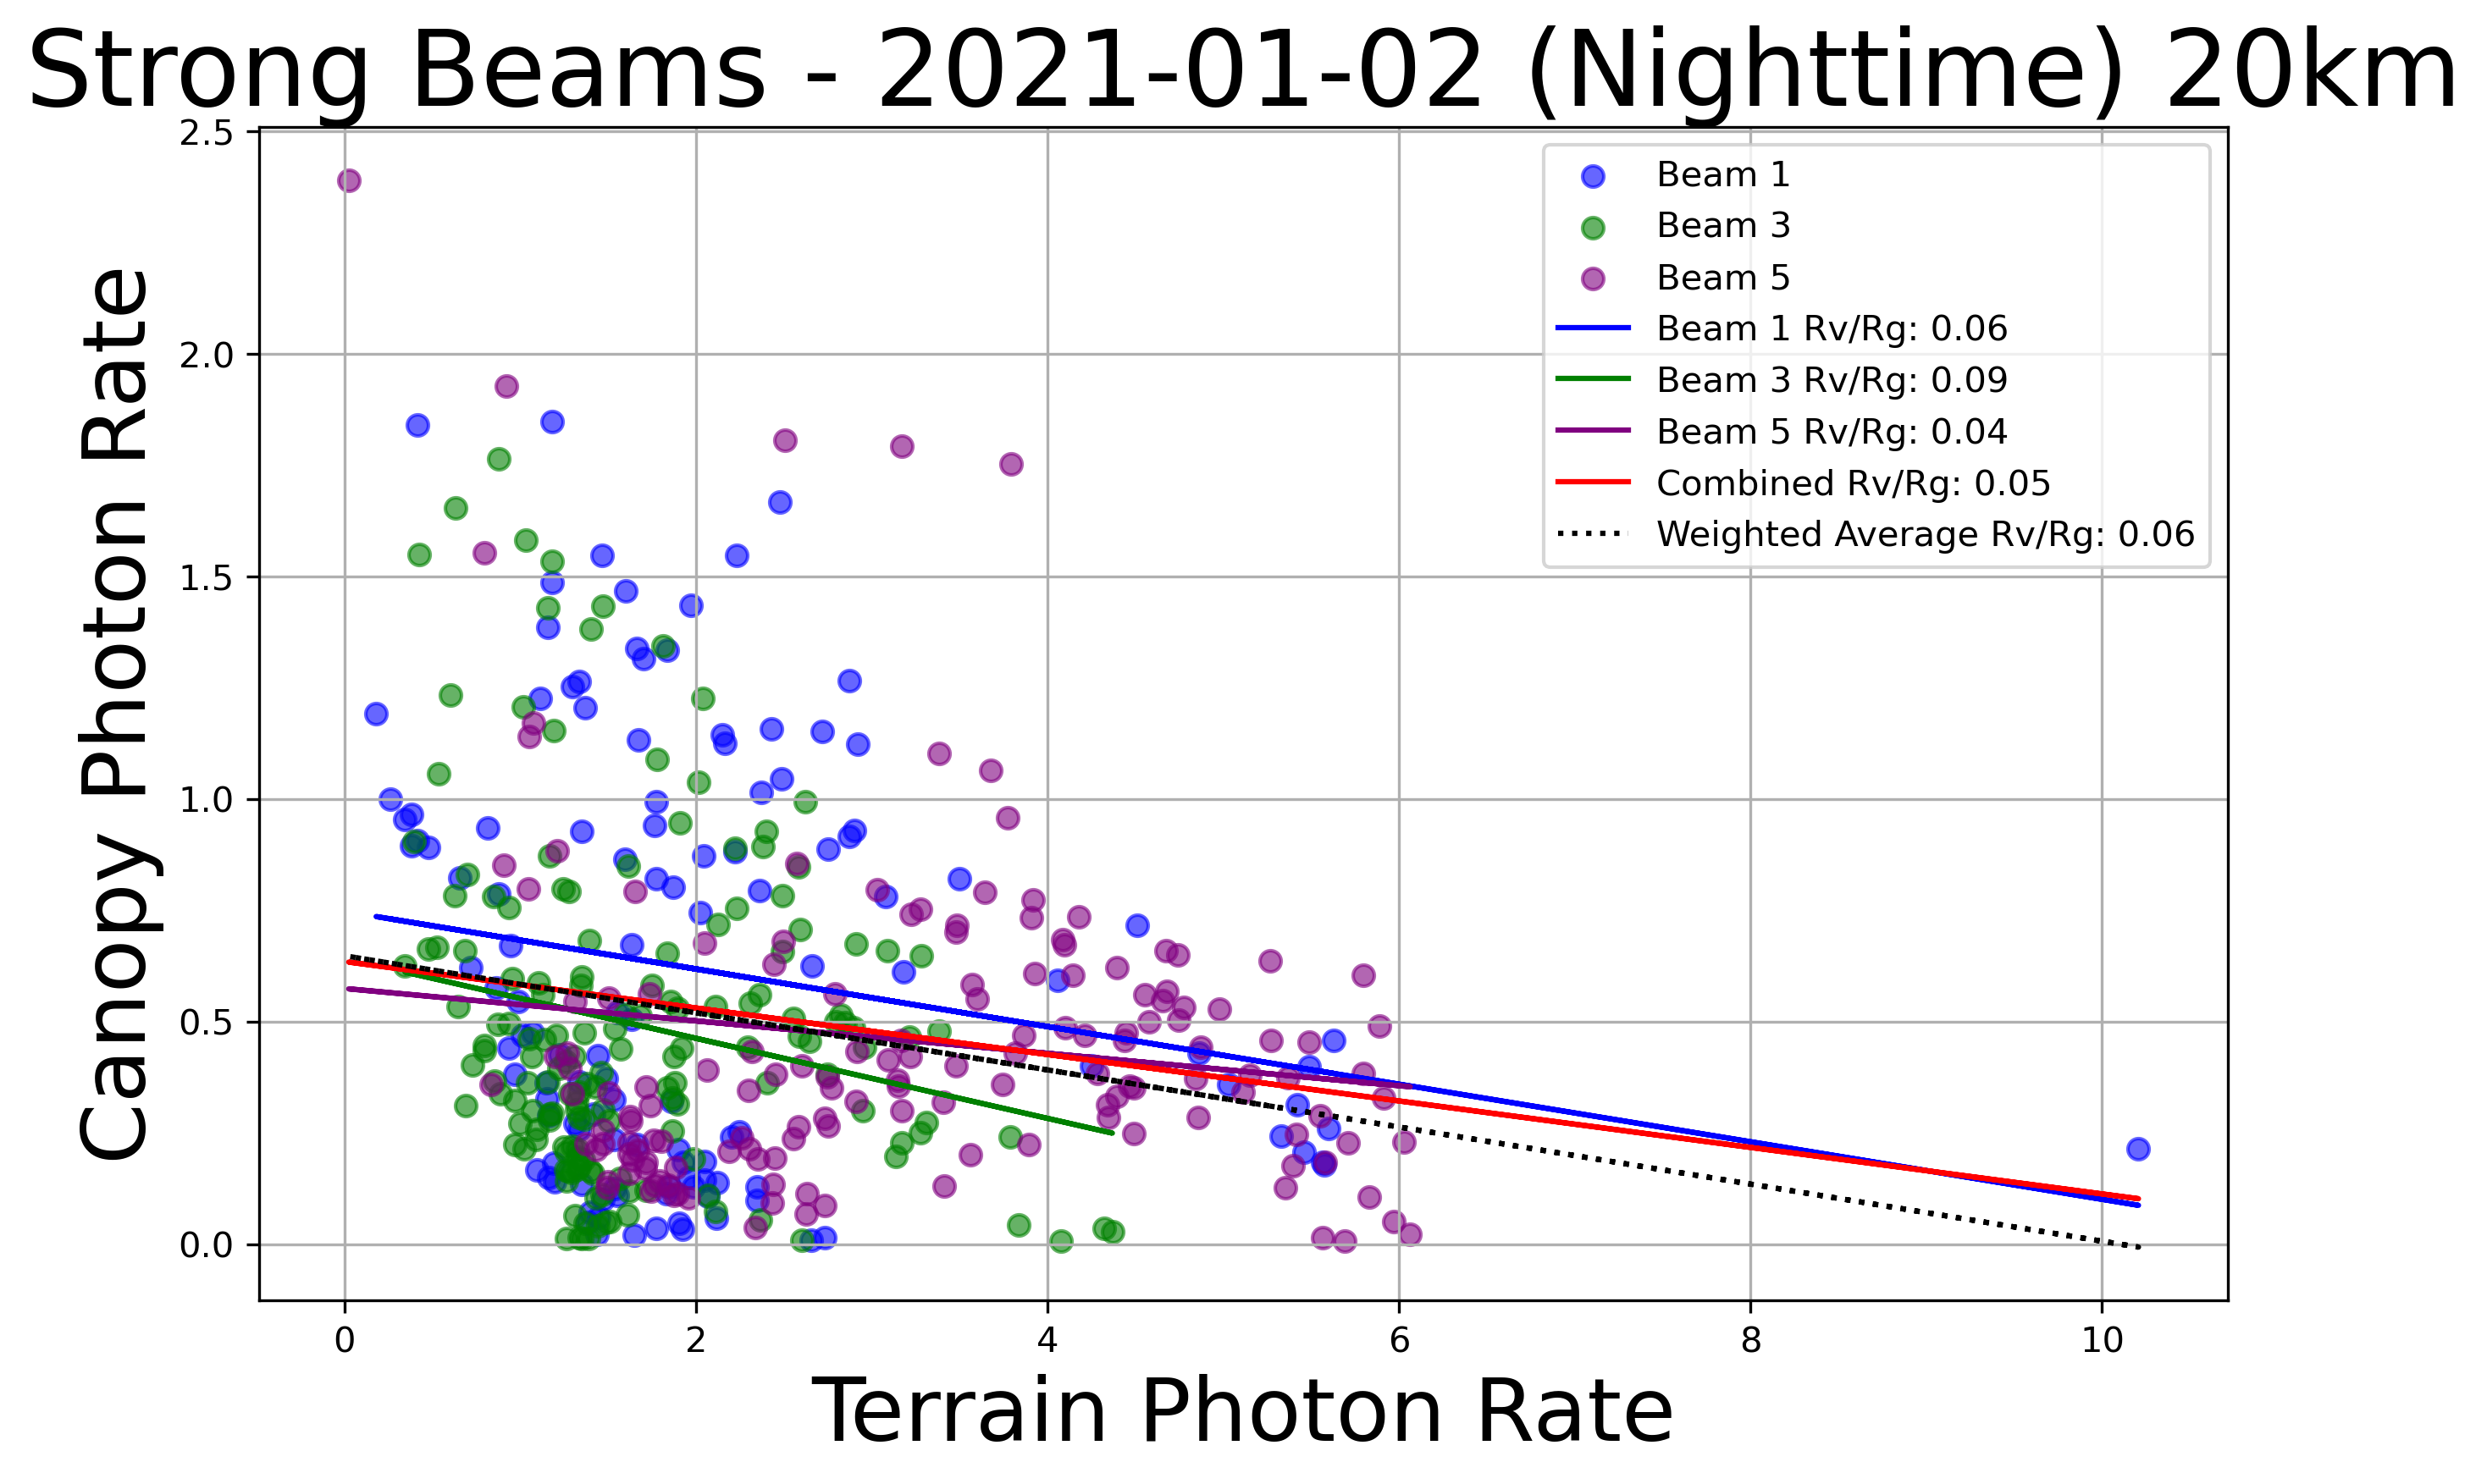 Strong Beams - 2021-01-02 (Nighttime) 20km
2.5
2.0
1.5
1.0
0.5
0.0
Canopy Photon Rate
Beam 1
Beam 3
Beam 5
Beam 1 Rv/Rg: 0.06
Beam 3 Rv/Rg: 0.09
Beam 5 Rv/Rg: 0.04
Combined Rv/Rg: 0.05
Weighted Average Rv/Rg: 0.06
0 2 4 6 8 10
Terrain Photon Rate